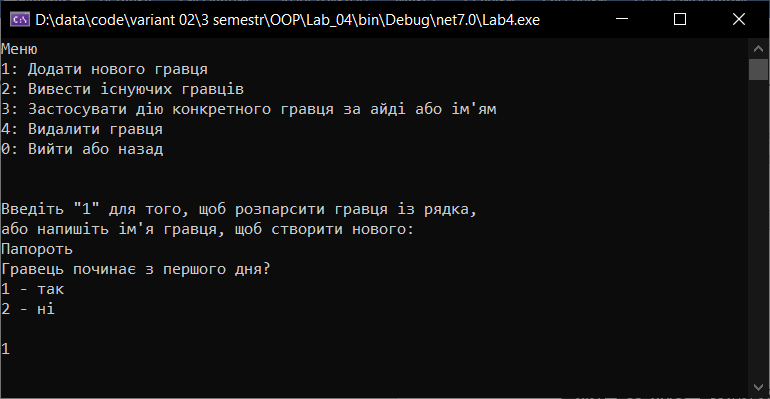 D:\data\code\variant 02\3 semestr\OOP\Lab_04\bin\Debug\net7.0\Lab4.exe
Меню
1: Додати нового гравця
2: Вивести існуючих гравців
3: Застосувати дію конкретного гравця за айді або ім'ям
4: Видалити гравця
0: Вийти або назад
Введіть "1" для того, щоб розпарсити гравця із рядка,
або напишіть ім'я гравця, щоб створити нового:
Папороть
Гравець починає з першого дня?
1 - так
2 - ні
1